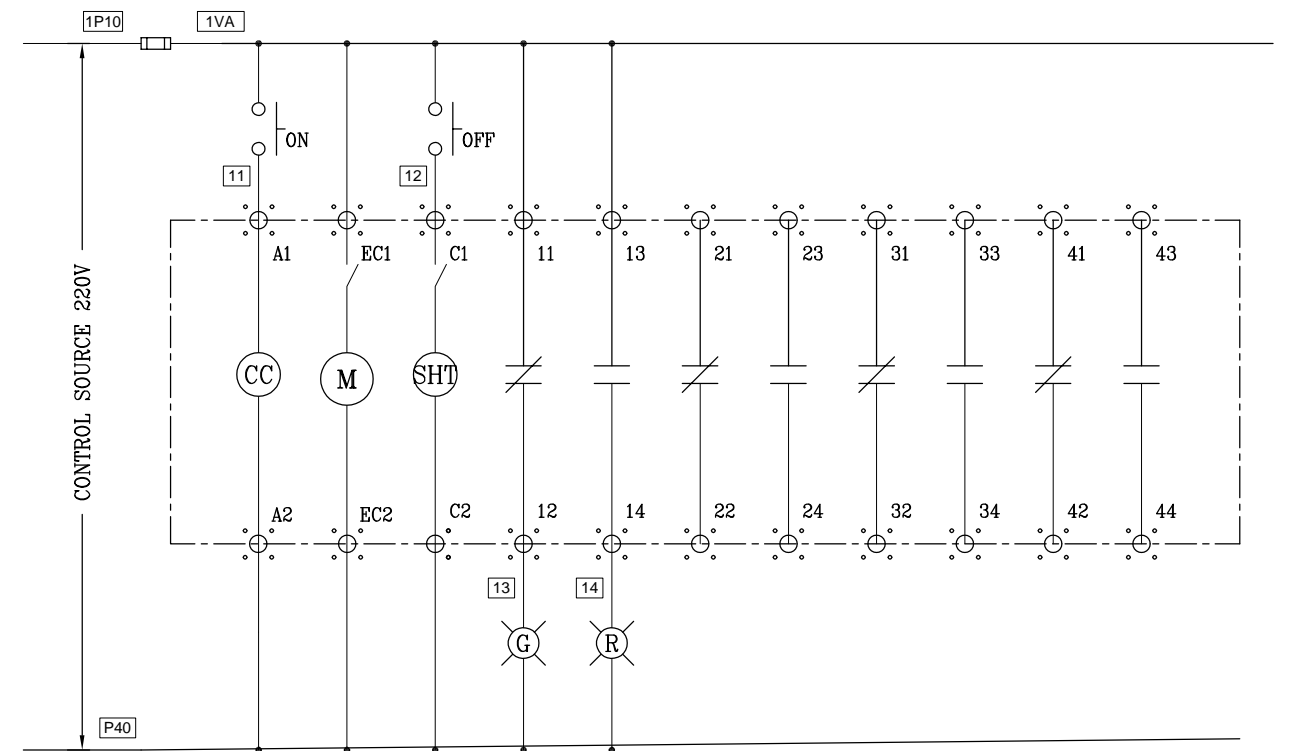 1P10 1VA
ON OFF
11 12
A1 EC1 C1 11 13 21 23 31 33 41 43
CONTROL SOURCE 220V
CC M SHT
A2 EC2 C2 12 14 22 24 32 34 42 44
13 14
G R
P40